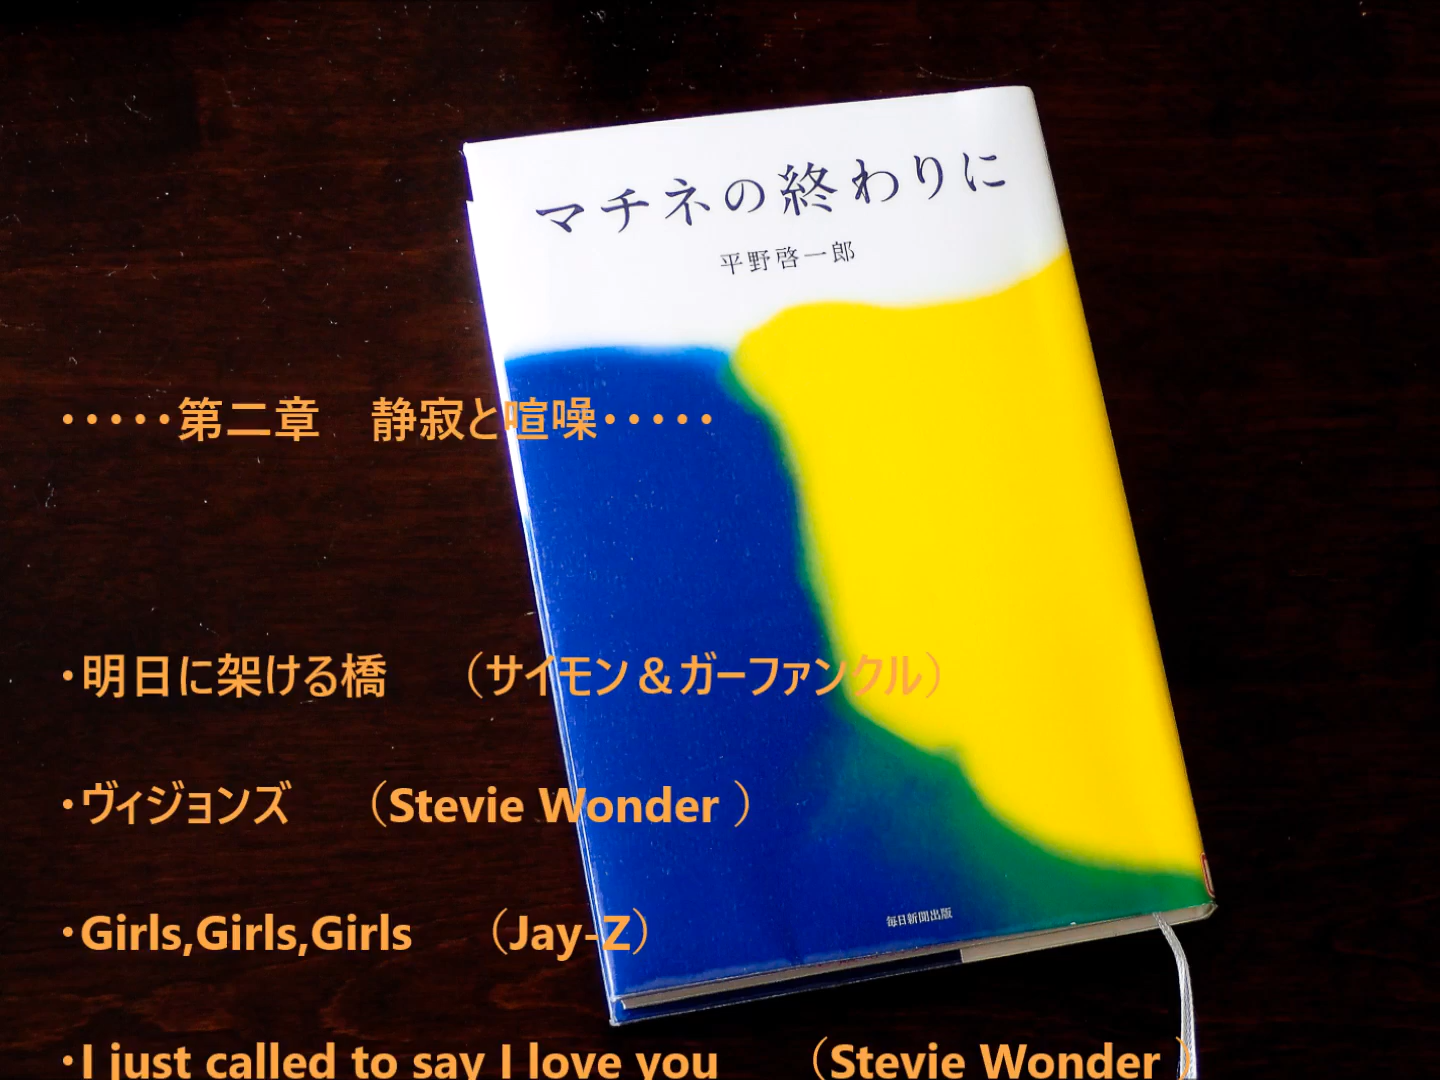 マチネの終わりに
平野啓一郎
・・・・・第二章　静寂と喧噪・・・・・
・明日に架ける橋　　（サイモン＆ガーファンクル）
・ヴィジョンズ　　（Stevie Wonder ）
・Girls,Girls,Girls　　（Jay-Z）
毎日新聞出版
・I just called to say I love you　　（Stevie Wonder ）